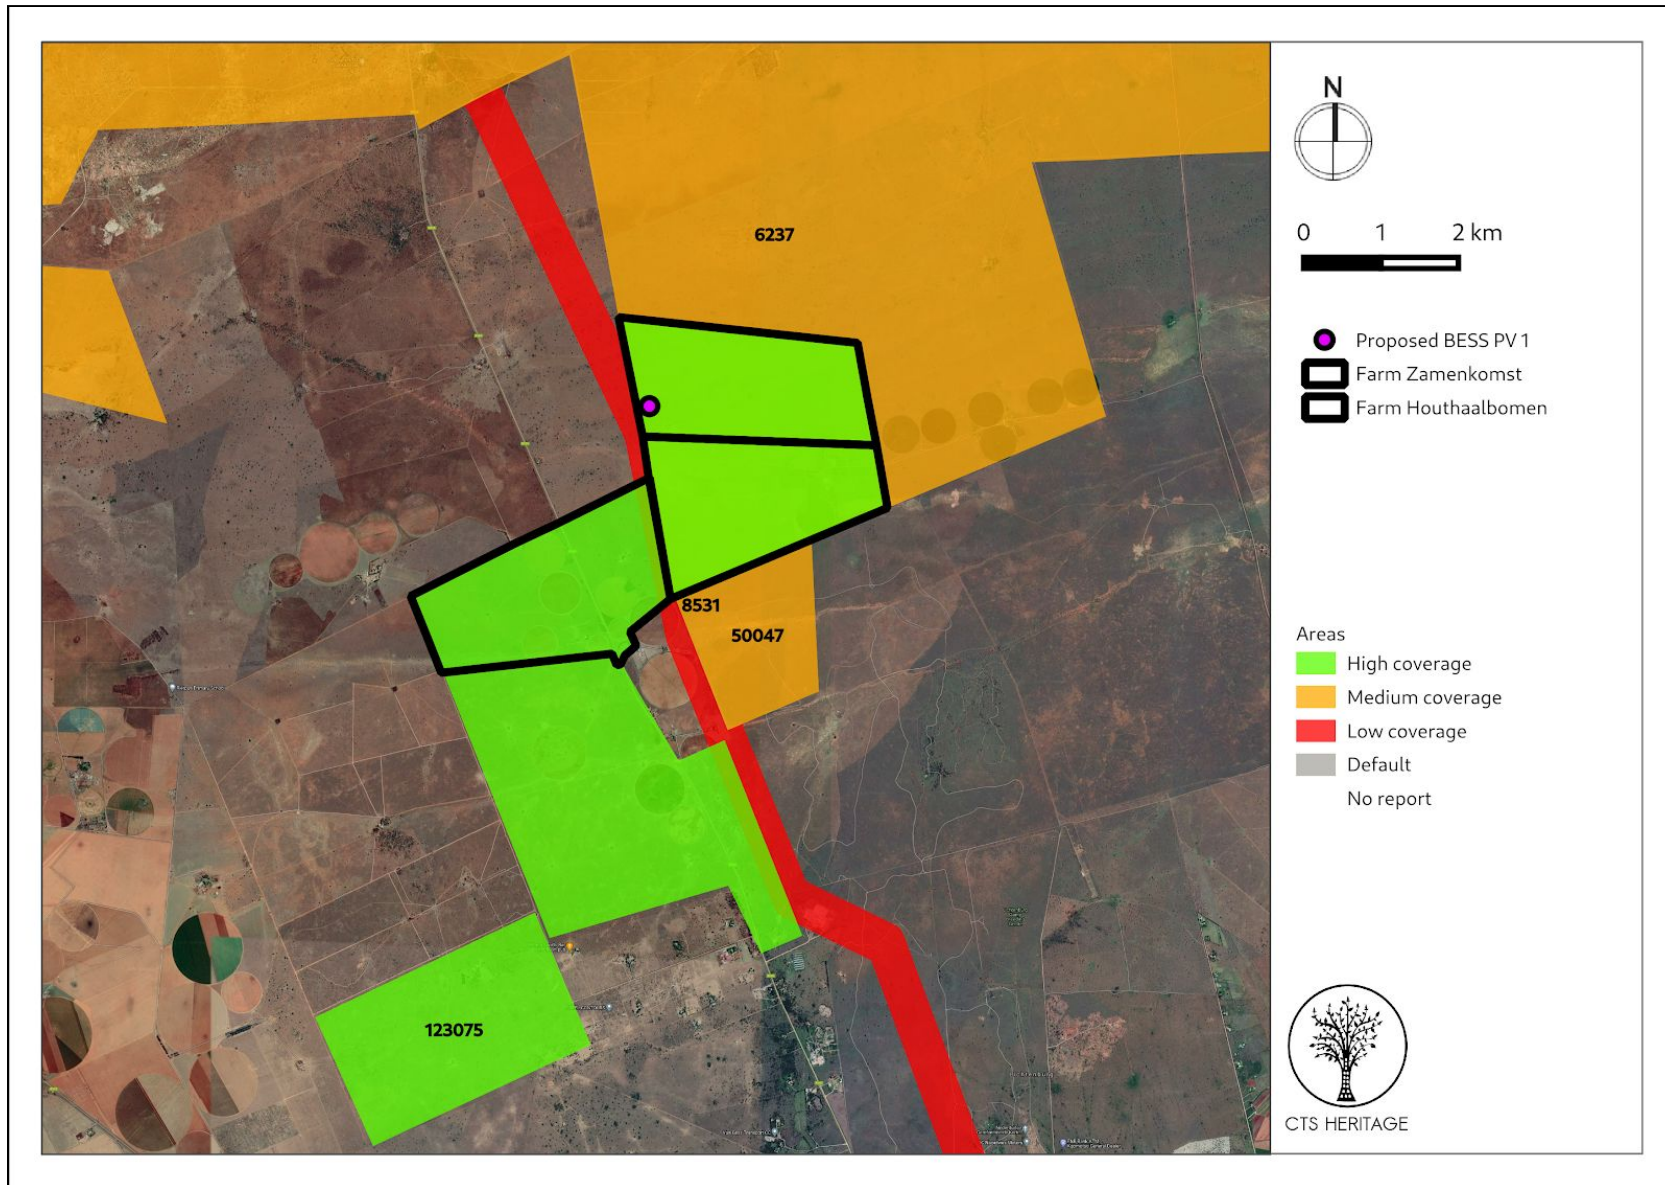 N
0 1 2 km
6237
Proposed BESS PV 1
Farm Zamenkomst
Farm Houthaalbomen
8531
50047
Areas
High coverage
Medium coverage
Low coverage
Default
No report
123075
CTS HERITAGE